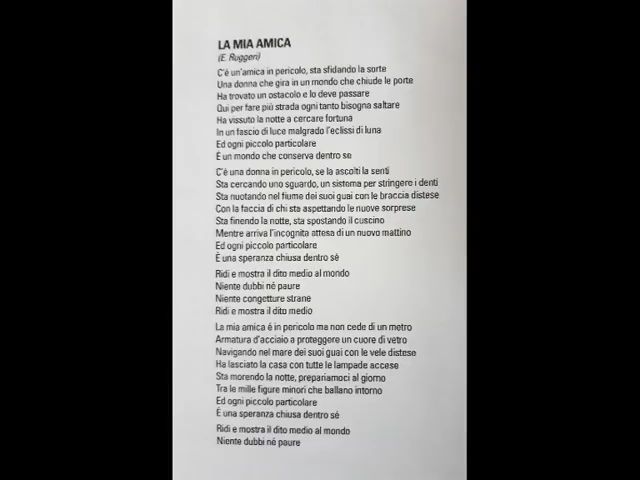 LA MIA AMICA
(E. Ruggeri)
C'è un'amica in pericolo, sta sfidando la sorte
Una donna che gira in un mondo che chiude le porte
Ha trovato un ostacolo e lo deve passare
Qui per fare più strada ogni tanto bisogna saltare
Ha vissuto la notte a cercare fortuna
In un fascio di luce malgrado l'eclissi di luna
Ed ogni piccolo particolare
È un mondo che conserva dentro se
C'è una donna in pericolo, se la ascolti la senti
Sta cercando uno sguardo, un sistema per stringere i denti
Sta nuotando nel fiume dei suoi guai con le braccia distese
Con la faccia di chi sta aspettando le nuove sorprese
Sta finendo la notte, sta spostando il cuscino
Mentre arriva l'incognita attesa di un nuovo mattino
Ed ogni piccolo particolare
È una speranza chiusa dentro sé
Ridi e mostra il dito medio al mondo
Niente dubbi né paure
Niente congetture strane
Ridi e mostra il dito medio
La mia amica é in pericolo ma non cede di un metro
Armatura d'acciaio a proteggere un cuore di vetro
Navigando nel mare dei suoi guai con le vele distese
Ha lasciato la casa con tutte le lampade accese
Sta morendo la notte, prepariamoci al giorno
Tra le mille figure minori che ballano intorno
Ed ogni piccolo particolare
È una speranza chiusa dentro sé
Ridi e mostra il dito medio al mondo
Niente dubbi né paure